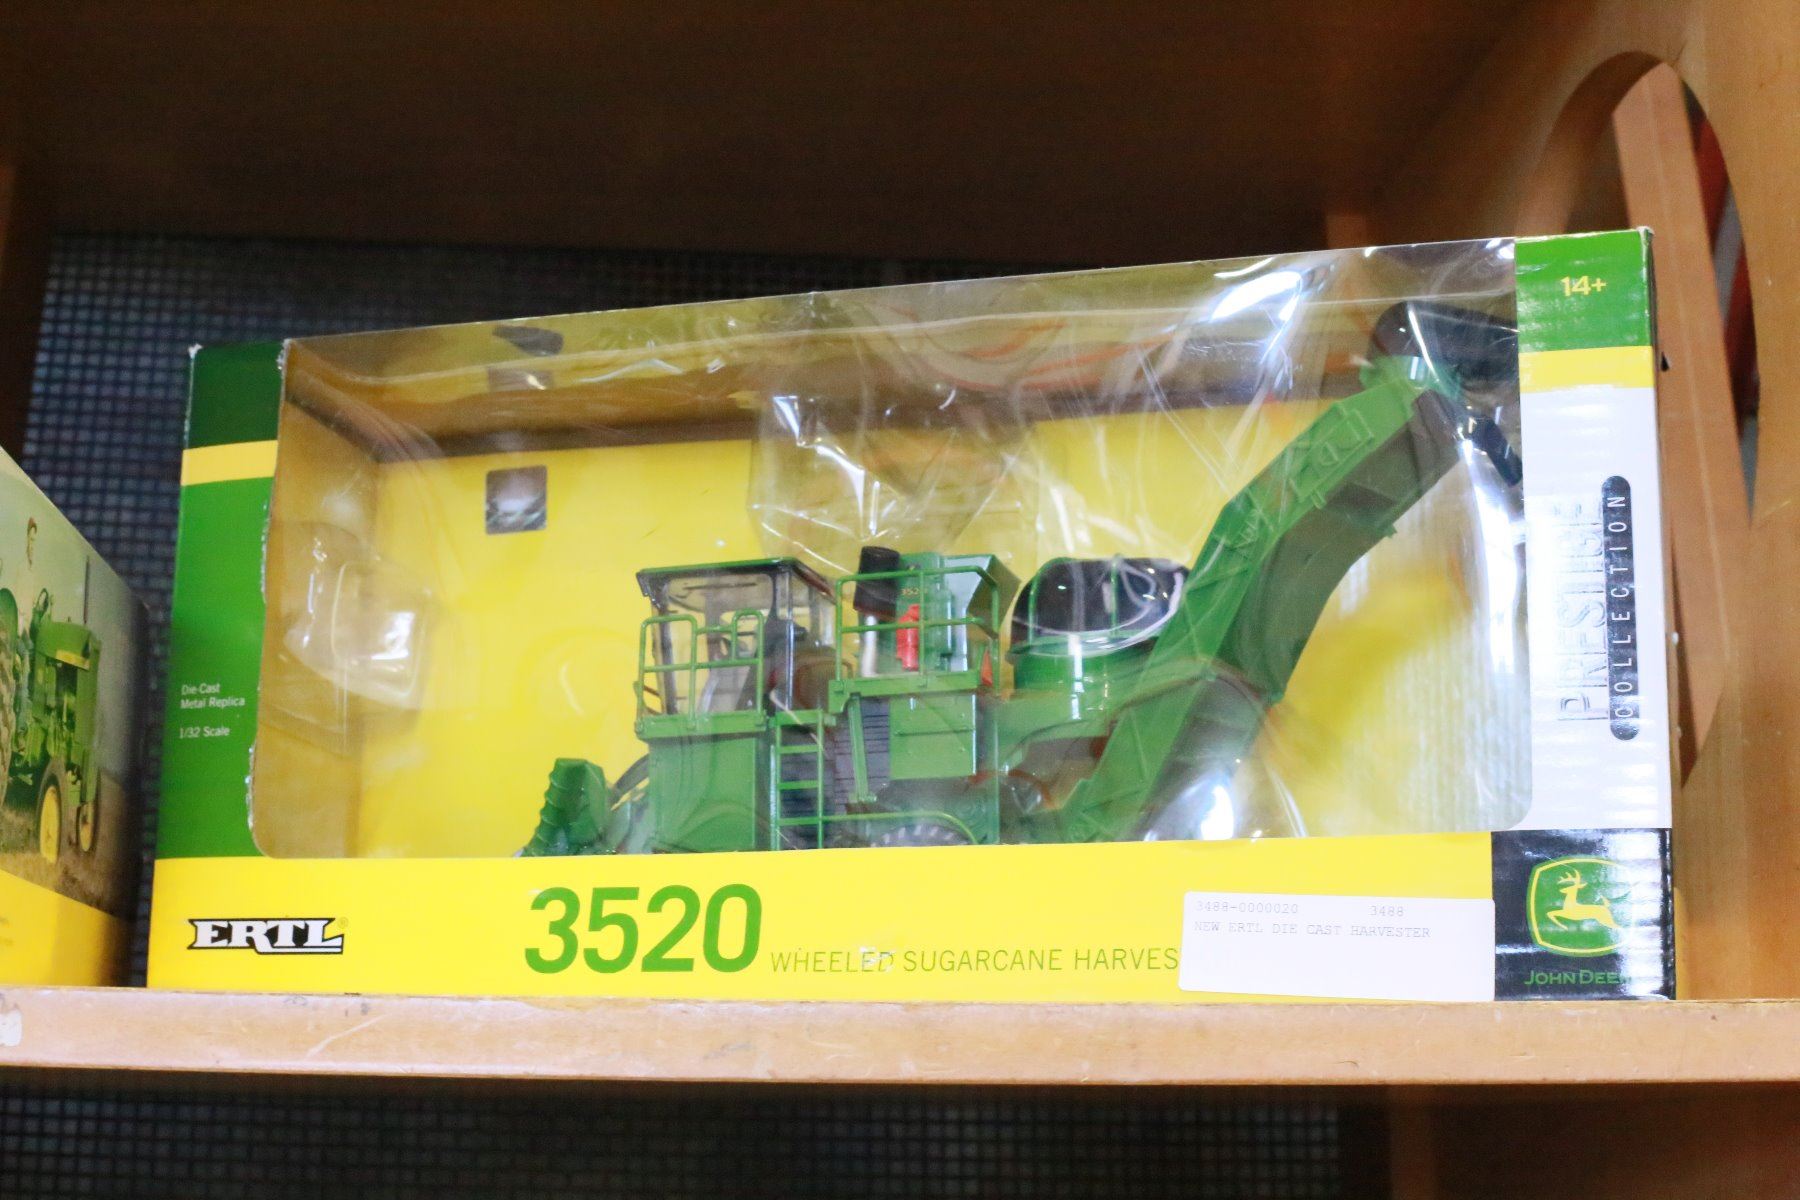 14+
PRESTIGE
COLLECTION
3520
Die-Cast
Metal Replica
1/32 Scale
ERTL®
3520 WHEELED SUGARCANE HARVES
3488-0000020 3488
NEW ERTL DIE CAST HARVESTER
JOHN DEE